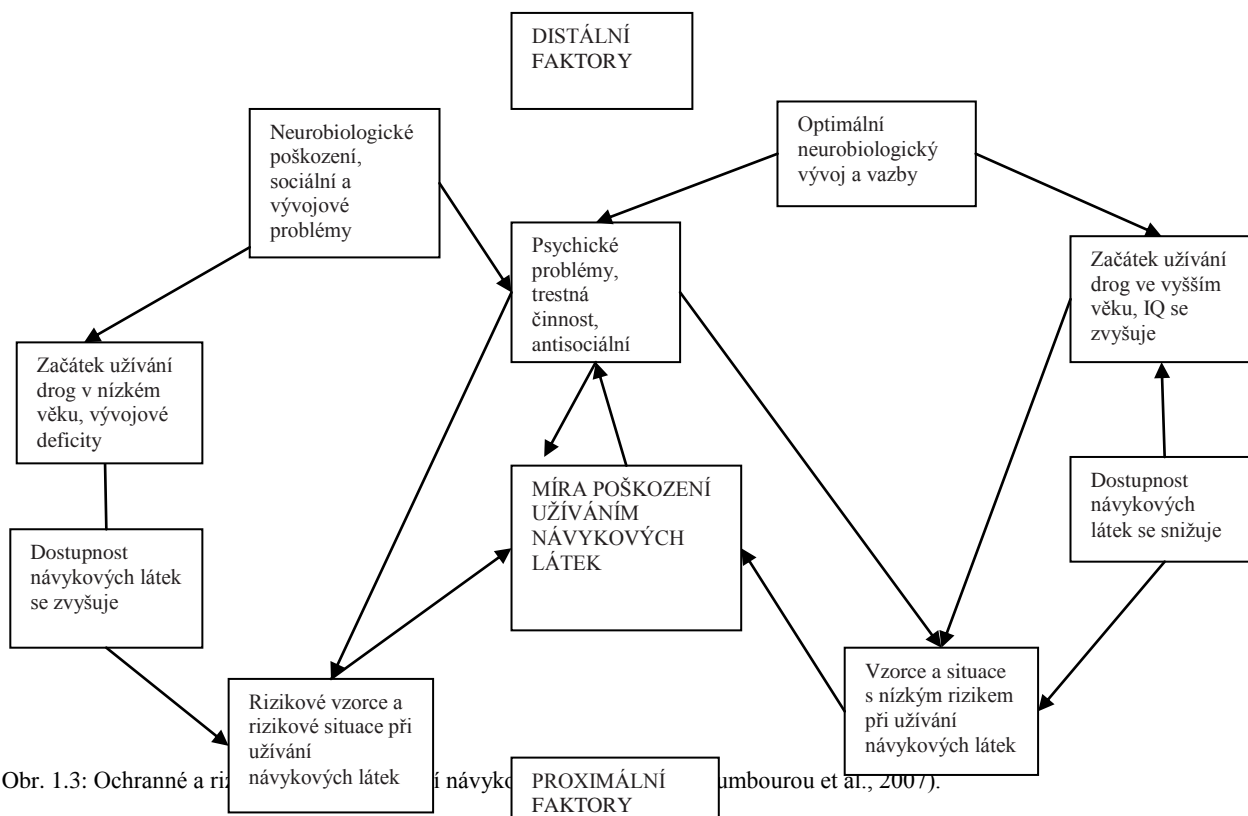 DISTÁLNÍ
FAKTORY
Neurobiologické
poškození,
sociální a
vývojové
problémy
Optimální
neurobiologický
vývoj a vazby
Psychické
problémy,
trestná
činnost,
antisociální
Začátek užívání
drog ve vyšším
věku, IQ se
zvyšuje
Začátek užívání
drog v nízkém
věku, vývojové
deficity
MÍRA POŠKOZENÍ
UŽÍVÁNÍM
NÁVYKOVÝCH
LÁTEK
Dostupnost
návykových
látek se snižuje
Dostupnost
návykových látek
se zvyšuje
Vzorce a situace
s nízkým rizikem
při užívání
návykových látek
Rizikové vzorce a
rizikové situace při
užívání
návykových látek
Obr. 1.3: Ochranné a et al., 2007).
PROXIMÁLNÍ
FAKTORY